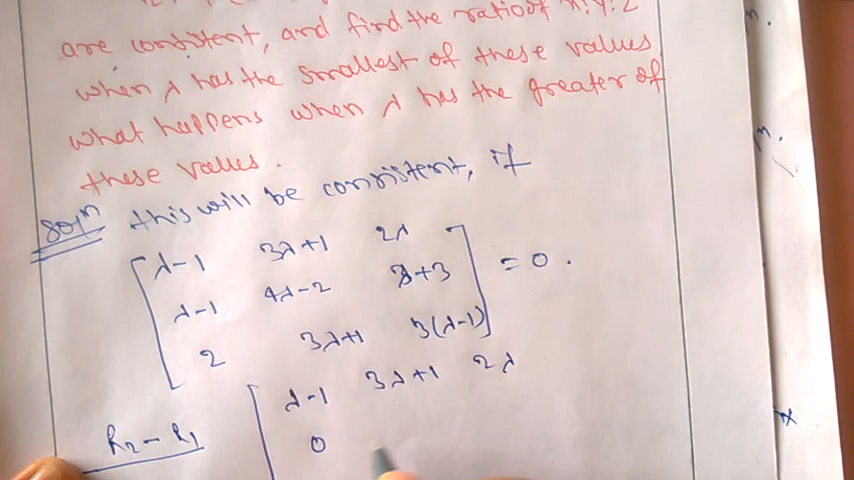 are consistent, and find the ratio of x:y:z
when λ has the smallest of these values
what happens when λ has the greater of
these values.
Sol^n this will be consistent, if
λ-1 3λ+1 2λ
λ-1 4λ-2 λ+3 = 0.
2 3λ+1 3(λ-1)
λ-1 3λ+1 2λ
R2 - R1 0